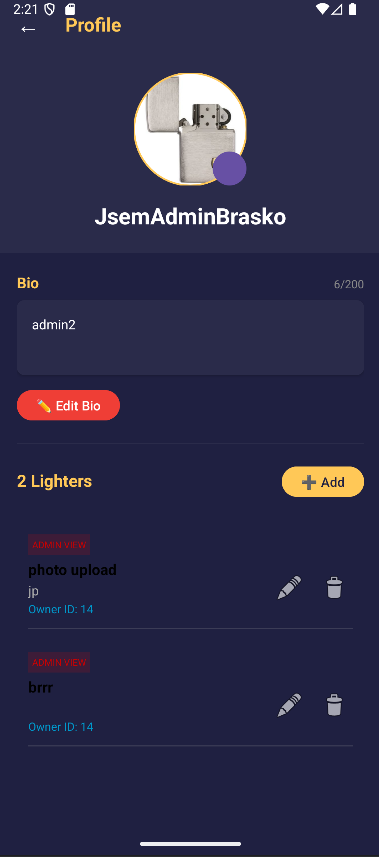 2:21
← Profile
JsemAdminBrasko
Bio 6/200
admin2
✏️ Edit Bio
2 Lighters ➕ Add
ADMIN VIEW
photo upload
jp
Owner ID: 14
ADMIN VIEW
brrr
Owner ID: 14